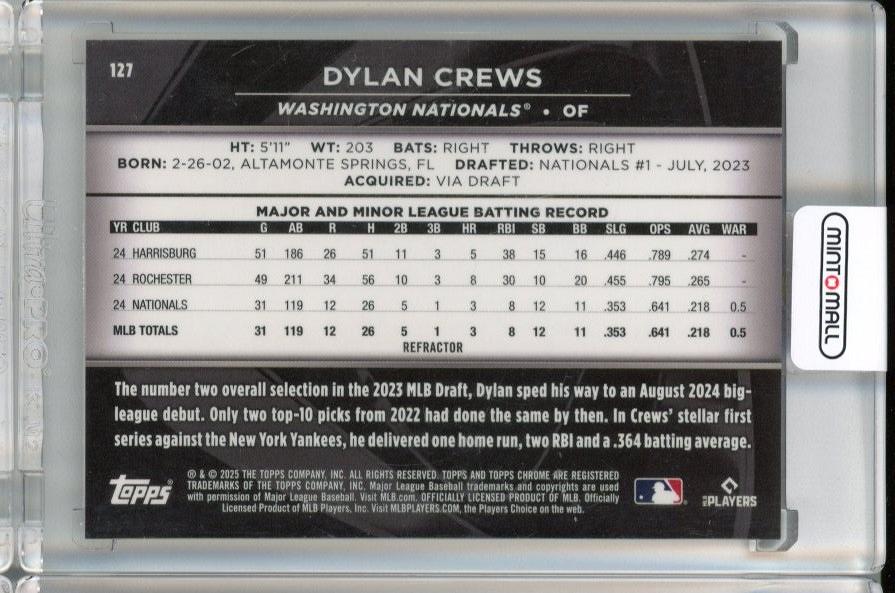 127
DYLAN CREWS
WASHINGTON NATIONALS® • OF
HT: 5'11" WT: 203 BATS: RIGHT THROWS: RIGHT
BORN: 2-26-02, ALTAMONTE SPRINGS, FL DRAFTED: NATIONALS #1 - JULY, 2023
ACQUIRED: VIA DRAFT
MAJOR AND MINOR LEAGUE BATTING RECORD
YR CLUB G AB R H 2B 3B HR RBI SB BB SLG OPS AVG WAR
24 HARRISBURG 51 186 26 51 11 3 5 38 15 16 .446 .789 .274 -
24 ROCHESTER 49 211 34 56 10 3 8 30 10 20 .455 .795 .265 -
24 NATIONALS 31 119 12 26 5 1 3 8 12 11 .353 .641 .218 0.5
MLB TOTALS 31 119 12 26 5 1 3 8 12 11 .353 .641 .218 0.5
REFRACTOR
The number two overall selection in the 2023 MLB Draft, Dylan sped his way to an August 2024 big-
league debut. Only two top-10 picks from 2022 had done the same by then. In Crews' stellar first
series against the New York Yankees, he delivered one home run, two RBI and a .364 batting average.
Topps
® & © 2025 THE TOPPS COMPANY, INC. ALL RIGHTS RESERVED. TOPPS AND TOPPS CHROME ARE REGISTERED
TRADEMARKS OF THE TOPPS COMPANY, INC. Major League Baseball trademarks and copyrights are used
with permission of Major League Baseball. Visit MLB.com. OFFICIALLY LICENSED PRODUCT OF MLB. Officially
Licensed Product of MLB Players, Inc. Visit MLBPLAYERS.COM, the Players Choice on the web.
MLB PLAYERS
MINTOMALL
UltraPRO